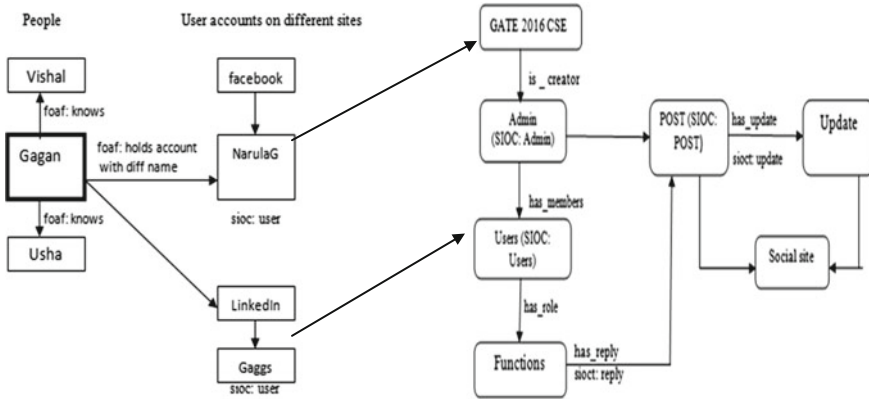 People
User accounts on different sites
Vishal
foaf: knows
Gagan
foaf: knows
Usha
foaf: holds account
with diff name
facebook
NarulaG
sioc: user
LinkedIn
Gaggs
sioc: user
GATE 2016 CSE
is _ creator
Admin
(SIOC: Admin)
has_members
Users (SIOC:
Users)
has_role
Functions
has_reply
sioct: reply
POST (SIOC:
POST)
has_update
sioct: update
Update
Social site